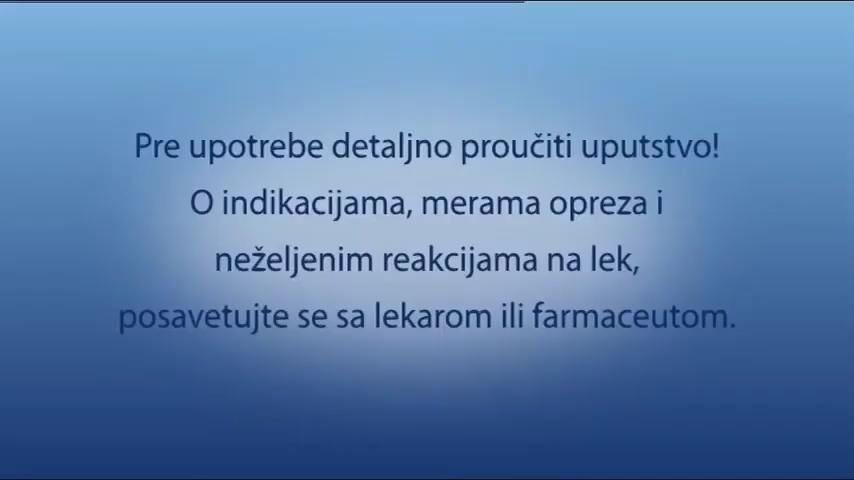 Pre upotrebe detaljno proučiti uputstvo!
O indikacijama, merama opreza i
neželjenim reakcijama na lek,
posavetujte se sa lekarom ili farmaceutom.